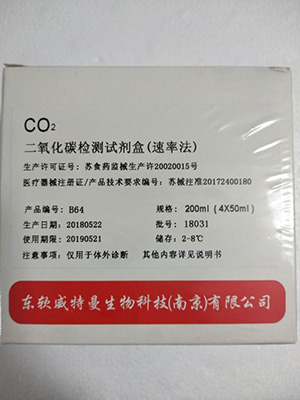 CO₂
二氧化碳检测试剂盒(速率法)
生产许可证号: 苏食药监械生产许20020015号
医疗器械注册证/产品技术要求编号: 苏械注准20172400180
产品编号: B64 规格: 200ml (4X50ml)
生产日期: 20180522 批号: 18031
使用期限: 20190521 储存: 2-8℃
注意事项: 仅用于体外诊断 其他内容详见说明书
东软威特曼生物科技(南京)有限公司